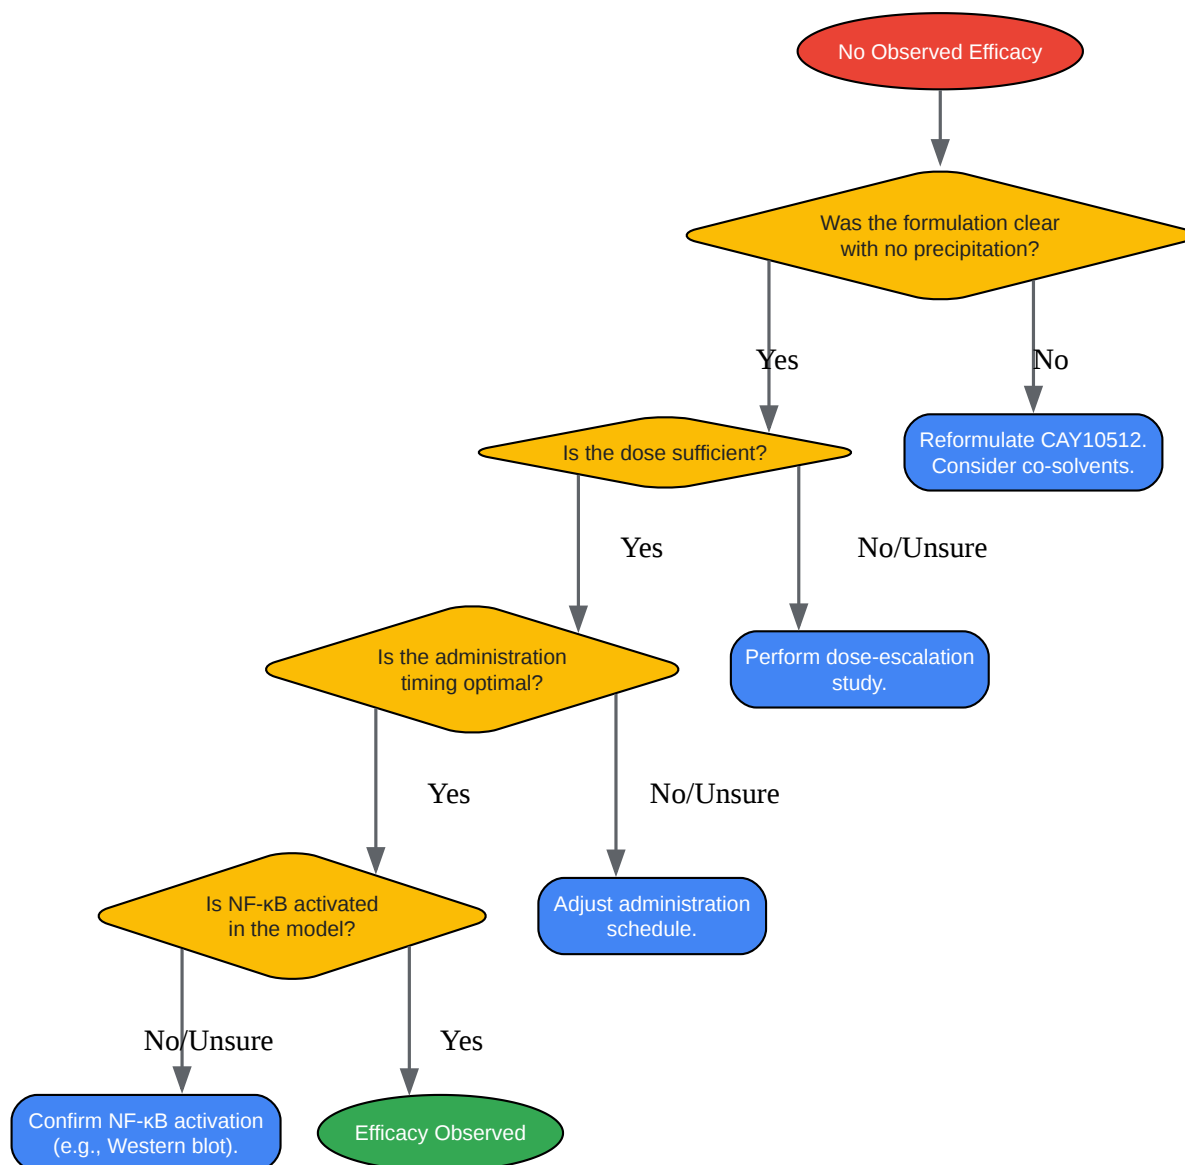 No Observed Efficacy
Was the formulation clear
with no precipitation?
Yes
No
Reformulate CAY10512.
Consider co-solvents.
Is the dose sufficient?
Yes
No/Unsure
Perform dose-escalation
study.
Is the administration
timing optimal?
Yes
No/Unsure
Adjust administration
schedule.
Is NF-κB activated
in the model?
No/Unsure
Yes
Confirm NF-κB activation
(e.g., Western blot).
Efficacy Observed